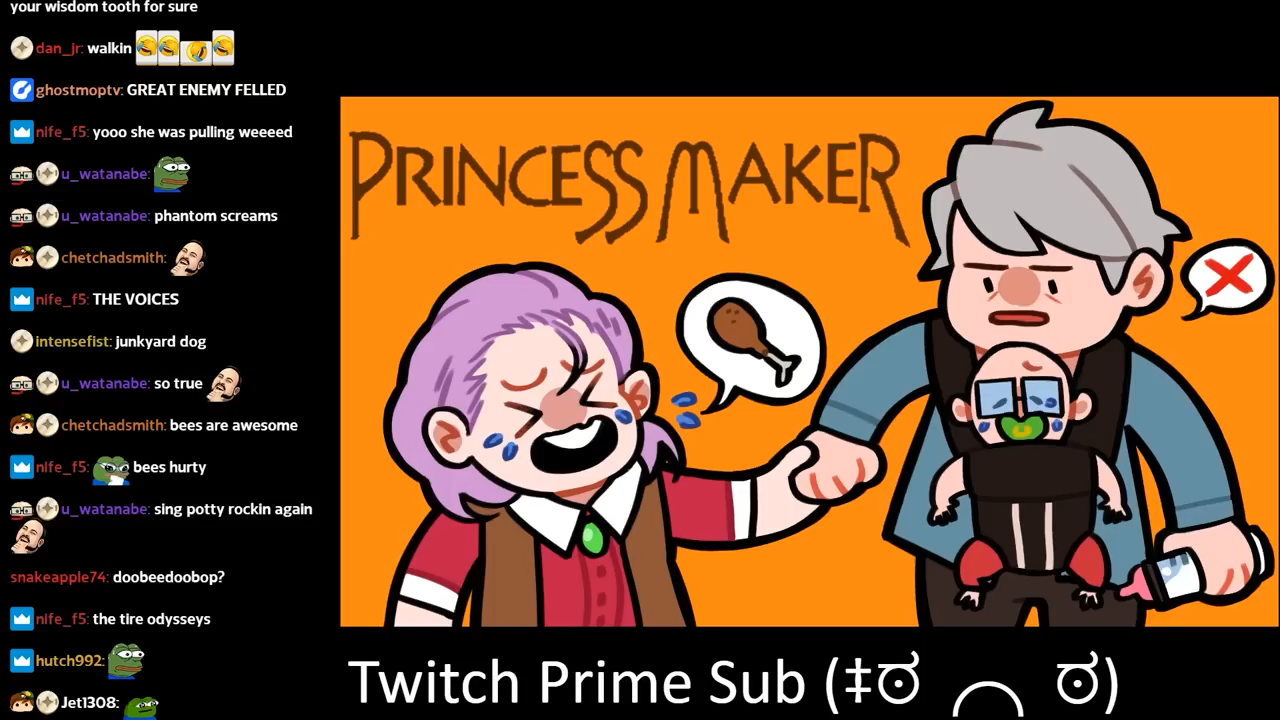 your wisdom tooth for sure
dan_jr: walkin
ghostmoptv: GREAT ENEMY FELLED
nife_f5: yooo she was pulling weeeed
u_watanabe:
u_watanabe: phantom screams
chetchadsmith:
nife_f5: THE VOICES
intensefist: junkyard dog
u_watanabe: so true
chetchadsmith: bees are awesome
nife_f5: bees hurty
u_watanabe: sing potty rockin again
snakeapple74: doobeedoobop?
nife_f5: the tire odysseys
hutch992:
Jet1308:
PRINCESS MAKER
Twitch Prime Sub (‡ಠ ⁔ ಠ)